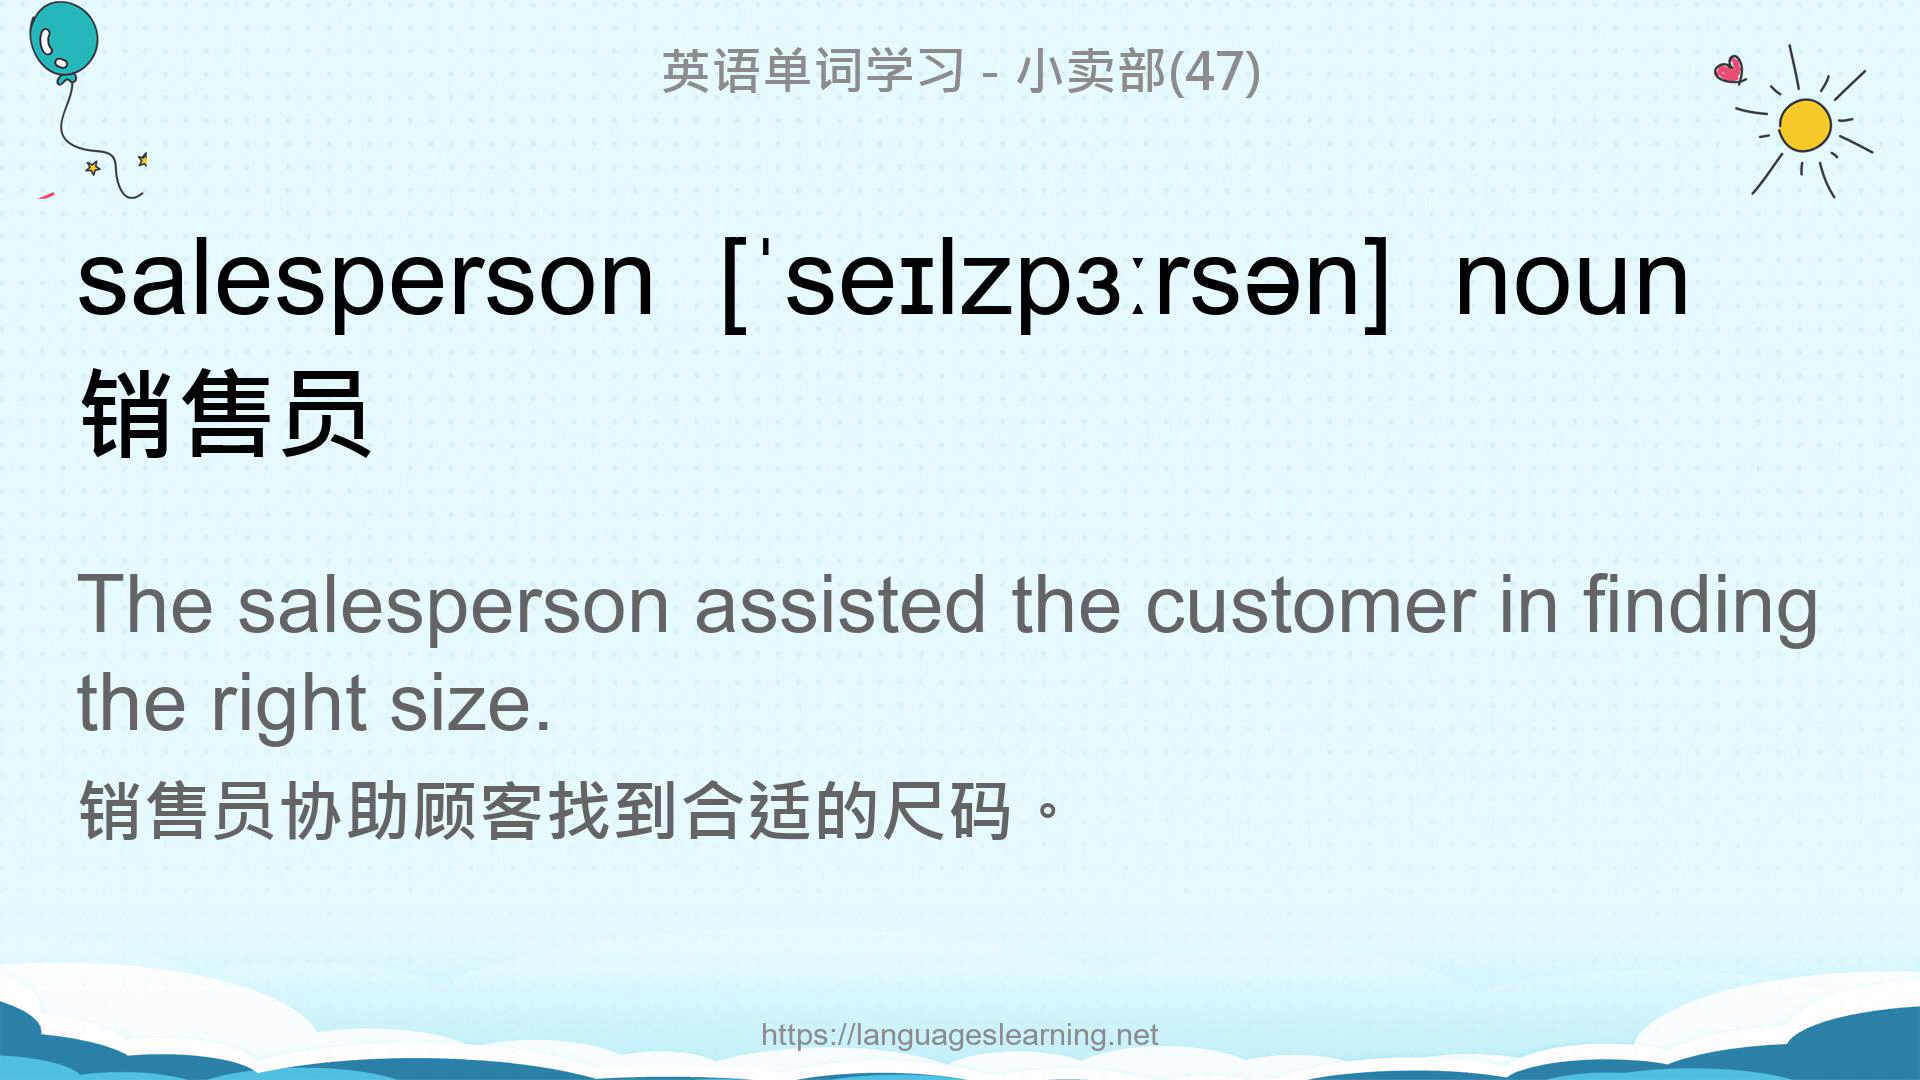 英语单词学习 - 小卖部(47)
salesperson [ˈseɪlzpɜːrsən] noun
销售员
The salesperson assisted the customer in finding
the right size.
销售员协助顾客找到合适的尺码。
https://languageslearning.net